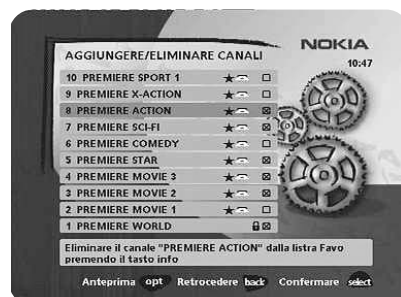 NOKIA
AGGIUNGERE/ELIMINARE CANALI
10:47
10 PREMIERE SPORT 1
9 PREMIERE X-ACTION
8 PREMIERE ACTION
7 PREMIERE SCI-FI
6 PREMIERE COMEDY
5 PREMIERE STAR
4 PREMIERE MOVIE 3
3 PREMIERE MOVIE 2
2 PREMIERE MOVIE 1
1 PREMIERE WORLD
Eliminare il canale "PREMIERE ACTION" dalla listra Favo
premendo il tasto info
Anteprima opt Retrocedere back Confermare select